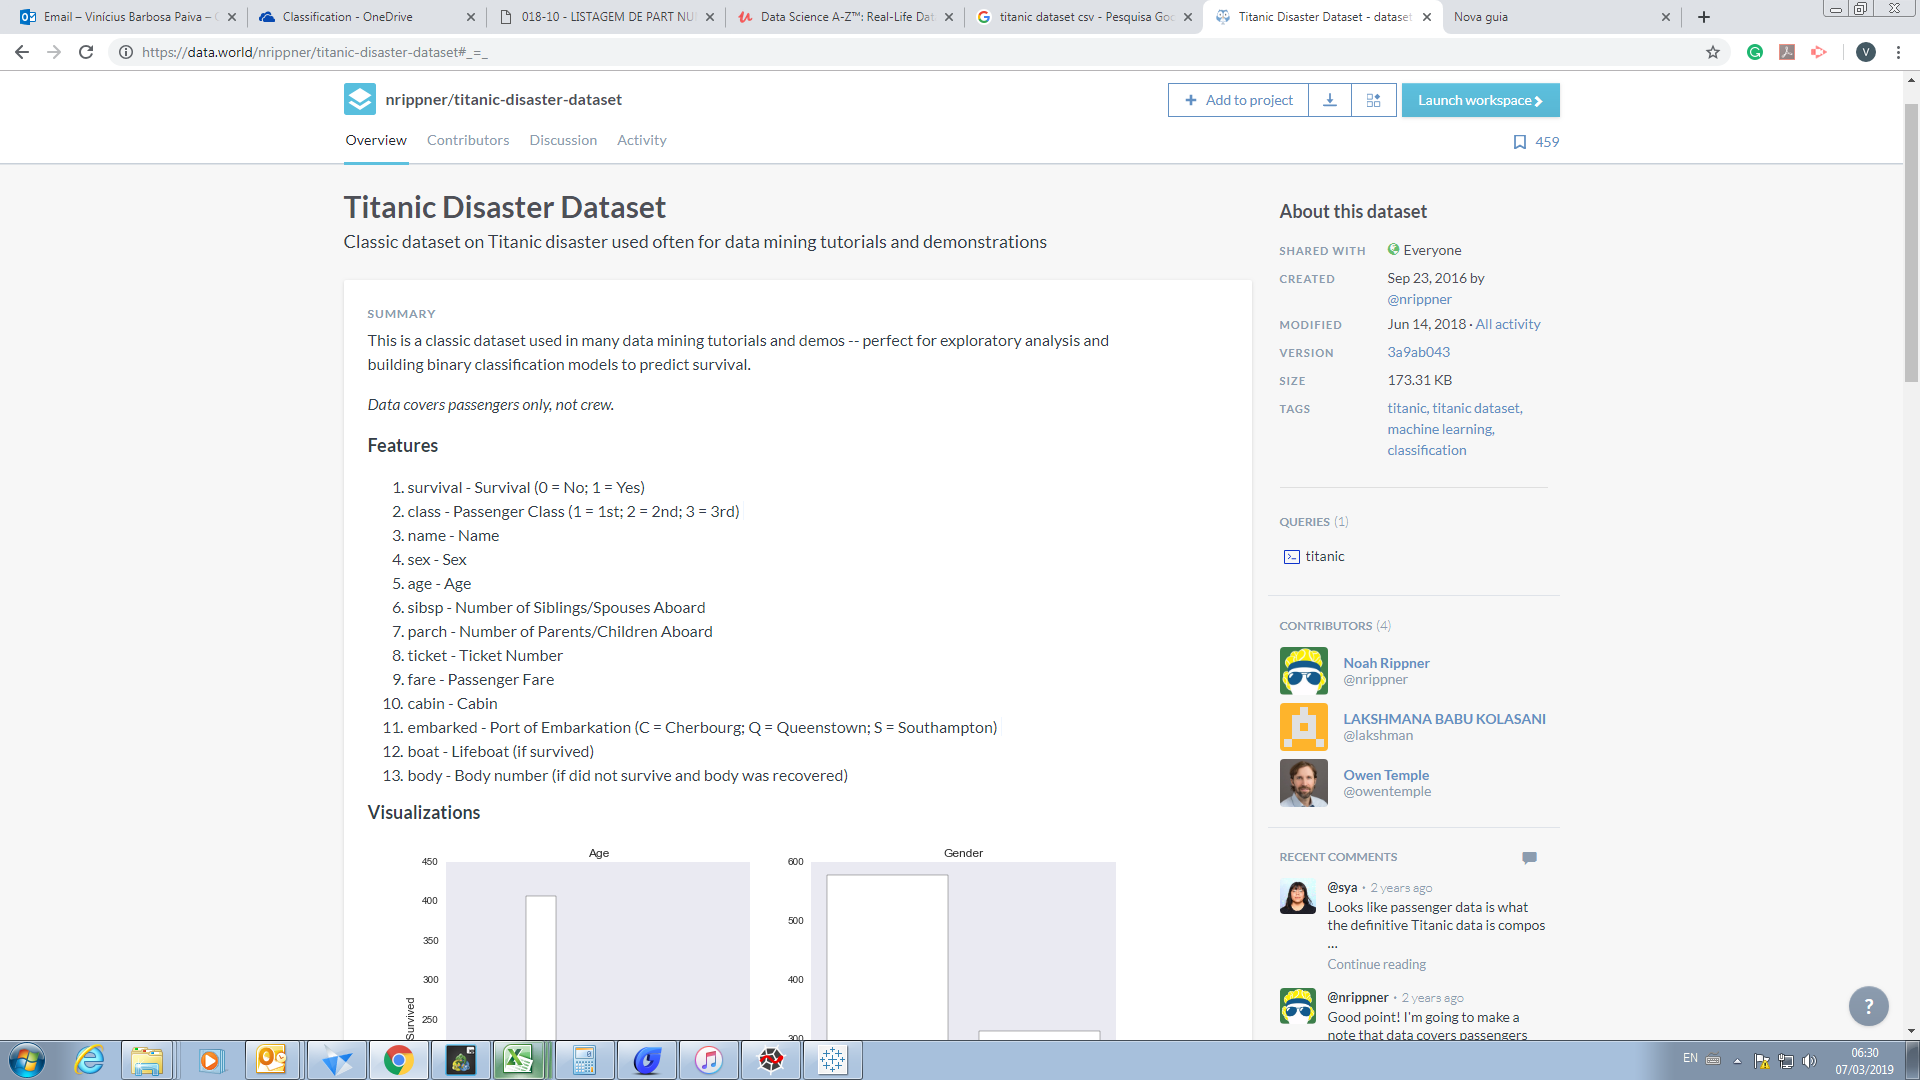 Email – Vinícius Barbosa Paiva –
Classification - OneDrive
018-10 - LISTAGEM DE PART NU
Data Science A-Z™: Real-Life Dat
titanic dataset csv - Pesquisa Goo
Titanic Disaster Dataset - dataset
Nova guia
https://data.world/nrippner/titanic-disaster-dataset#_=_
V
nrippner/titanic-disaster-dataset
Add to project
Launch workspace
Overview
Contributors
Discussion
Activity
459
Titanic Disaster Dataset
Classic dataset on Titanic disaster used often for data mining tutorials and demonstrations
SUMMARY
This is a classic dataset used in many data mining tutorials and demos -- perfect for exploratory analysis and
building binary classification models to predict survival.
Data covers passengers only, not crew.
Features
1. survival - Survival (0 = No; 1 = Yes)
2. class - Passenger Class (1 = 1st; 2 = 2nd; 3 = 3rd)
3. name - Name
4. sex - Sex
5. age - Age
6. sibsp - Number of Siblings/Spouses Aboard
7. parch - Number of Parents/Children Aboard
8. ticket - Ticket Number
9. fare - Passenger Fare
10. cabin - Cabin
11. embarked - Port of Embarkation (C = Cherbourg; Q = Queenstown; S = Southampton)
12. boat - Lifeboat (if survived)
13. body - Body number (if did not survive and body was recovered)
Visualizations
Age
450
400
350
300
250
Survived
Gender
600
500
400
300
About this dataset
SHARED WITH
Everyone
CREATED
Sep 23, 2016 by
@nrippner
MODIFIED
Jun 14, 2018 · All activity
VERSION
3a9ab043
SIZE
173.31 KB
TAGS
titanic, titanic dataset,
machine learning,
classification
QUERIES (1)
titanic
CONTRIBUTORS (4)
Noah Rippner
@nrippner
LAKSHMANA BABU KOLASANI
@lakshman
Owen Temple
@owentemple
RECENT COMMENTS
@sya · 2 years ago
Looks like passenger data is what
the definitive Titanic data is compos
...
Continue reading
@nrippner · 2 years ago
Good point! I'm going to make a
note that data covers passengers
?
EN
06:30
07/03/2019